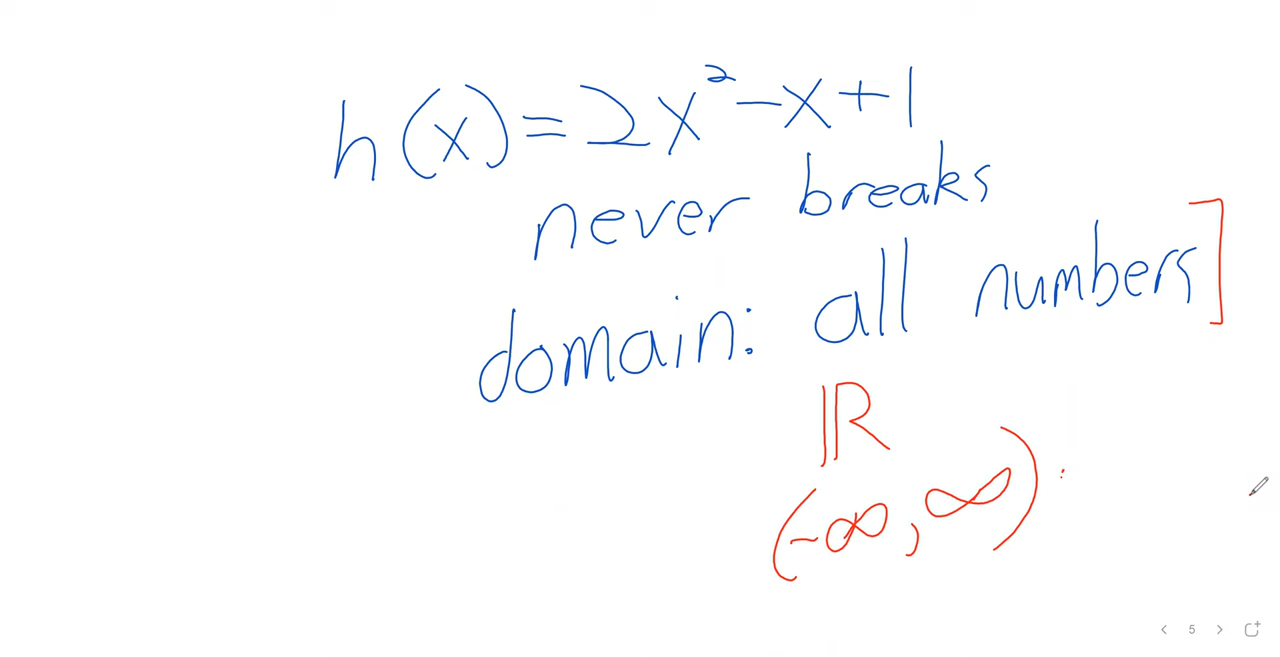 h(x) = 2x² - x + 1
never breaks
domain: all numbers]
ℝ
(-∞, ∞)
5